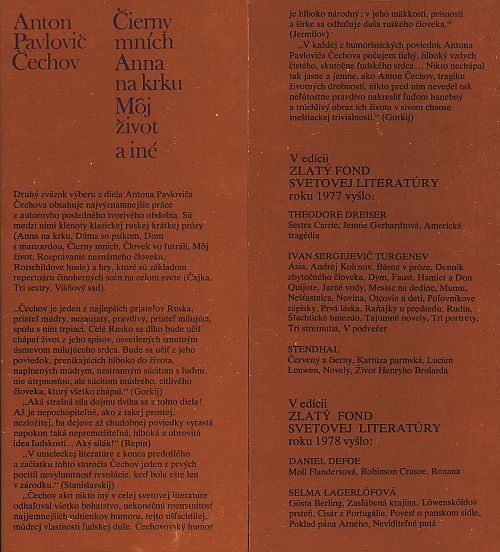 Anton
Pavlovič
Čechov
Čierny
mních
Anna
na krku
Môj
život
a iné
Druhý zväzok výberu z diela Antona Pavloviča
Čechova obsahuje najvýznamnejšie práce
z autorovho posledného tvorivého obdobia. Sú
medzi nimi klenoty klasickej ruskej krátkej prózy
(Anna na krku, Dáma so psíkom, Dom
s manzardou, Čierny mních, Človek vo futráli, Môj
život, Rozprávanie neznámeho človeka,
Rotschildove husle) a hry, ktoré sú základom
repertoáru činoherných scén na celom svete (Čajka,
Tri sestry, Višňový sad).
„Čechov je jeden z najlepších priateľov Ruska,
priateľ múdry, nezaujatý, pravdivý, priateľ milujúci,
spolu s ním trpiaci. Celé Rusko sa dlho bude učiť
chápať život z jeho spisov, osvetlených smutným
úsmevom milujúceho srdca. Bude sa učiť z jeho
poviedok, prenikajúcich hlboko do života,
naplnených múdrym, nestranným súcitom s ľuďmi,
nie útrpnosťou, ale súcitom múdreho, citlivého
človeka, ktorý všetko chápal.“ (Gorkij)
„Aká strašná sila dojmu dvíha sa z tohto diela!
Až je nepochopiteľné, ako z takej prostej,
nezložitej, ba dejove až chudobnej poviedky vyrastá
napokon taká nepremožiteľná, hlboká a obrovitá
idea ľudskosti... Aký silák!“ (Repin)
„V umeleckej literatúre z konca predošlého
a začiatku tohto storočia Čechov jeden z prvých
pocítil nevyhnutnosť revolúcie, keď bola ešte len
v zárodku.“ (Stanislavskij)
„Čechov ako nikto iný v celej svetovej literatúre
odhaľoval všetko bohatstvo, nekonečnú rozmanitosť
najjemnejších odtienkov humoru, tejto ušľachtilej,
múdrej vlastnosti ľudskej duše. Čechovovský humor
je hlboko národný; v jeho mäkkosti, prísnosti
a šírke sa odhaľuje duša ruského človeka.“
(Jermilov)
„V každej z humoristických poviedok Antona
Pavloviča Čechova počujem tichý, hlboký vzdych
čistého, skutočne ľudského srdca... Nikto nechápal
tak jasne a jemne, ako Anton Čechov, tragiku
životných drobností, nikto pred ním nevedel tak
neľútostne pravdivo nakresliť ľuďom hanebný
a trúchlivý obraz ich života v sivom chaose
meštiackej triviálnosti.“ (Gorkij)
V edícii
ZLATÝ FOND
SVETOVEJ LITERATÚRY
roku 1977 vyšlo:
THEODORE DREISER
Sestra Carrie, Jennie Gerhardtová, Americká
tragédia
IVAN SERGEJEVIČ TURGENEV
Asia, Andrej Kolosov, Básne v próze, Denník
zbytočného človeka, Dym, Faust, Hamlet a Don
Quijote, Jarné vody, Mesiac na dedine, Mumu,
Nešťastnica, Novina, Otcovia a deti, Poľovníkove
zápisky, Prvá láska, Raňajky u predsedu, Rudin,
Šľachtické hniezdo, Tajomné novely, Tri portréty,
Tri stretnutia, V podvečer
STENDHAL
Červený a čierny, Kartúza parmská, Lucien
Leuwen, Novely, Život Henryho Brularda
V edícii
ZLATÝ FOND
SVETOVEJ LITERATÚRY
roku 1978 vyšlo:
DANIEL DEFOE
Moll Flandersová, Robinson Crusoe, Roxana
SELMA LAGERLÖFOVÁ
Gösta Berling, Zasľúbená krajina, Löwensköldov
prsteň, Cisár z Portugálie, Povesť o panskom sídle,
Poklad pána Arneho, Neviditeľné putá